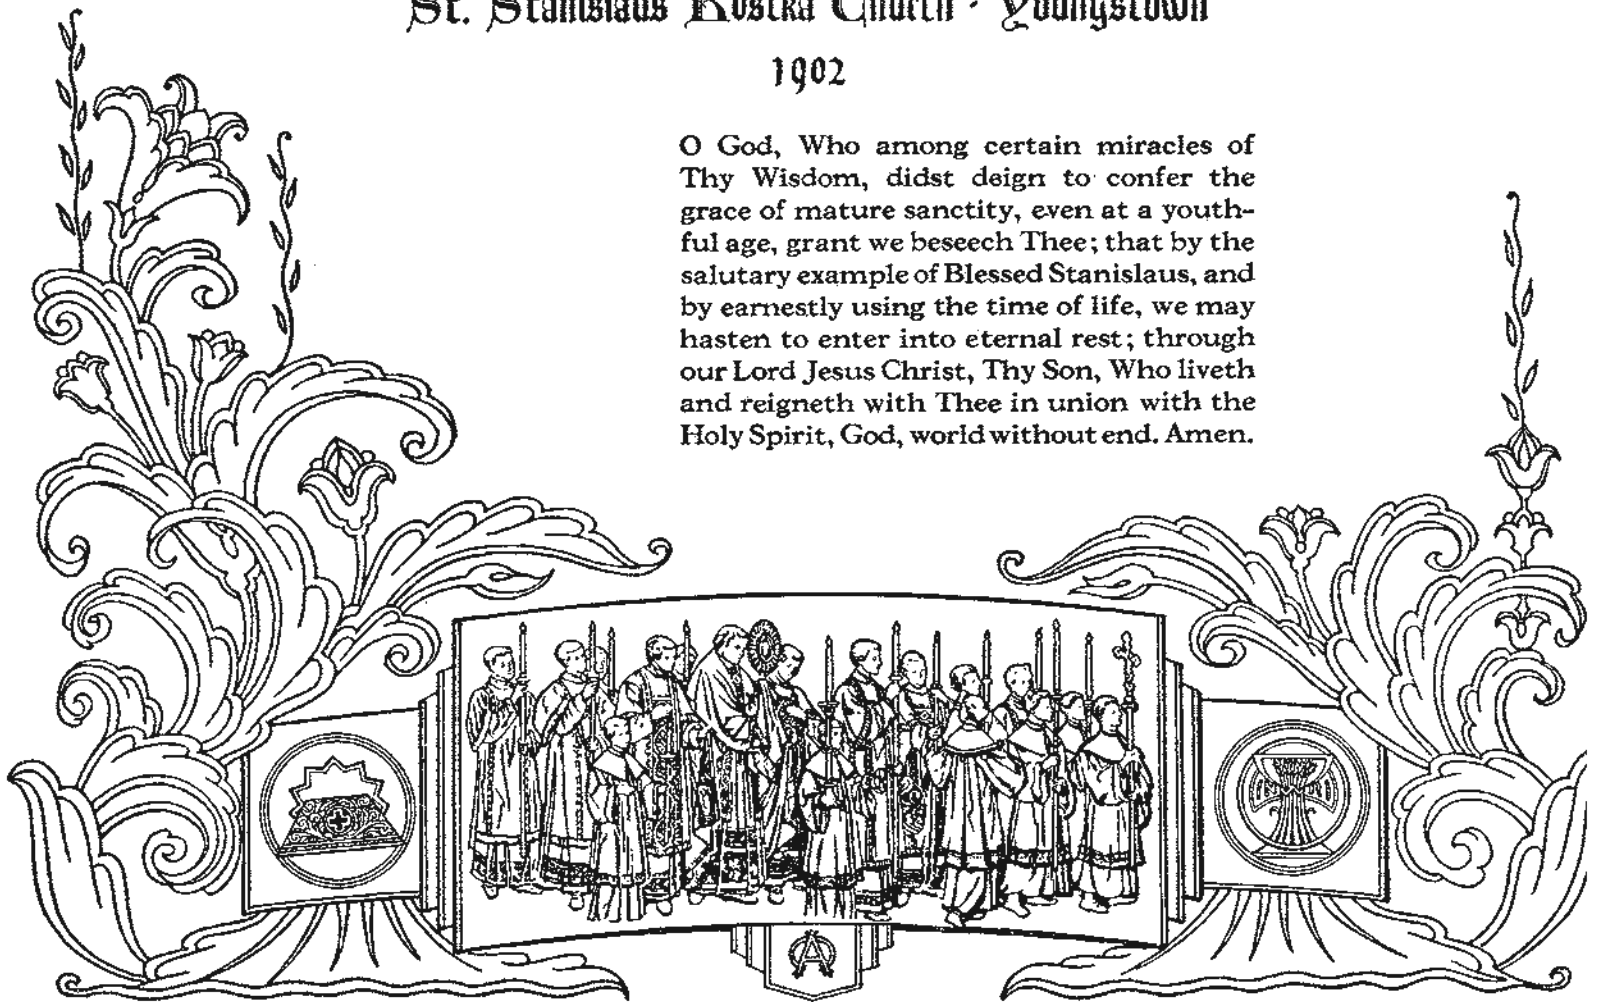 St. Stanislaus Kostka Church · Youngstown
1902
O God, Who among certain miracles of
Thy Wisdom, didst deign to confer the
grace of mature sanctity, even at a youth-
ful age, grant we beseech Thee; that by the
salutary example of Blessed Stanislaus, and
by earnestly using the time of life, we may
hasten to enter into eternal rest; through
our Lord Jesus Christ, Thy Son, Who liveth
and reigneth with Thee in union with the
Holy Spirit, God, world without end. Amen.